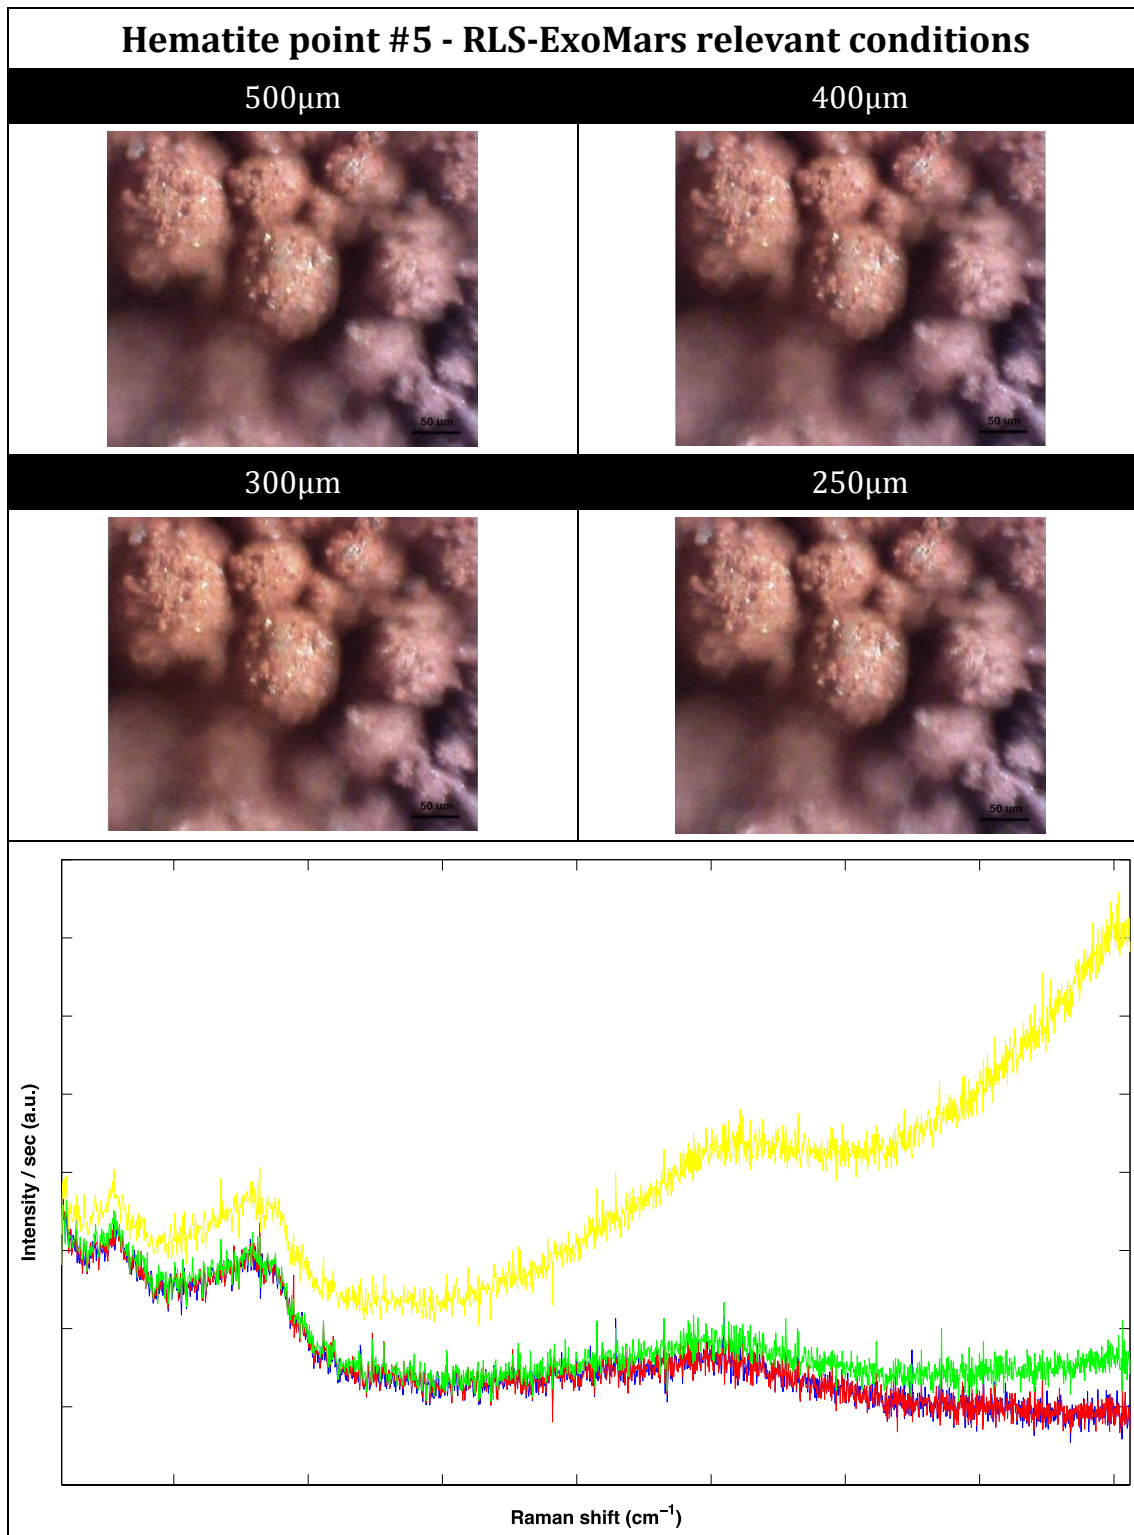 Hematite point #5 - RLS-ExoMars relevant conditions
500µm
400µm
50 µm
50 µm
300µm
250µm
50 µm
50 µm
Intensity / sec (a.u.)
Raman shift (cm⁻¹)